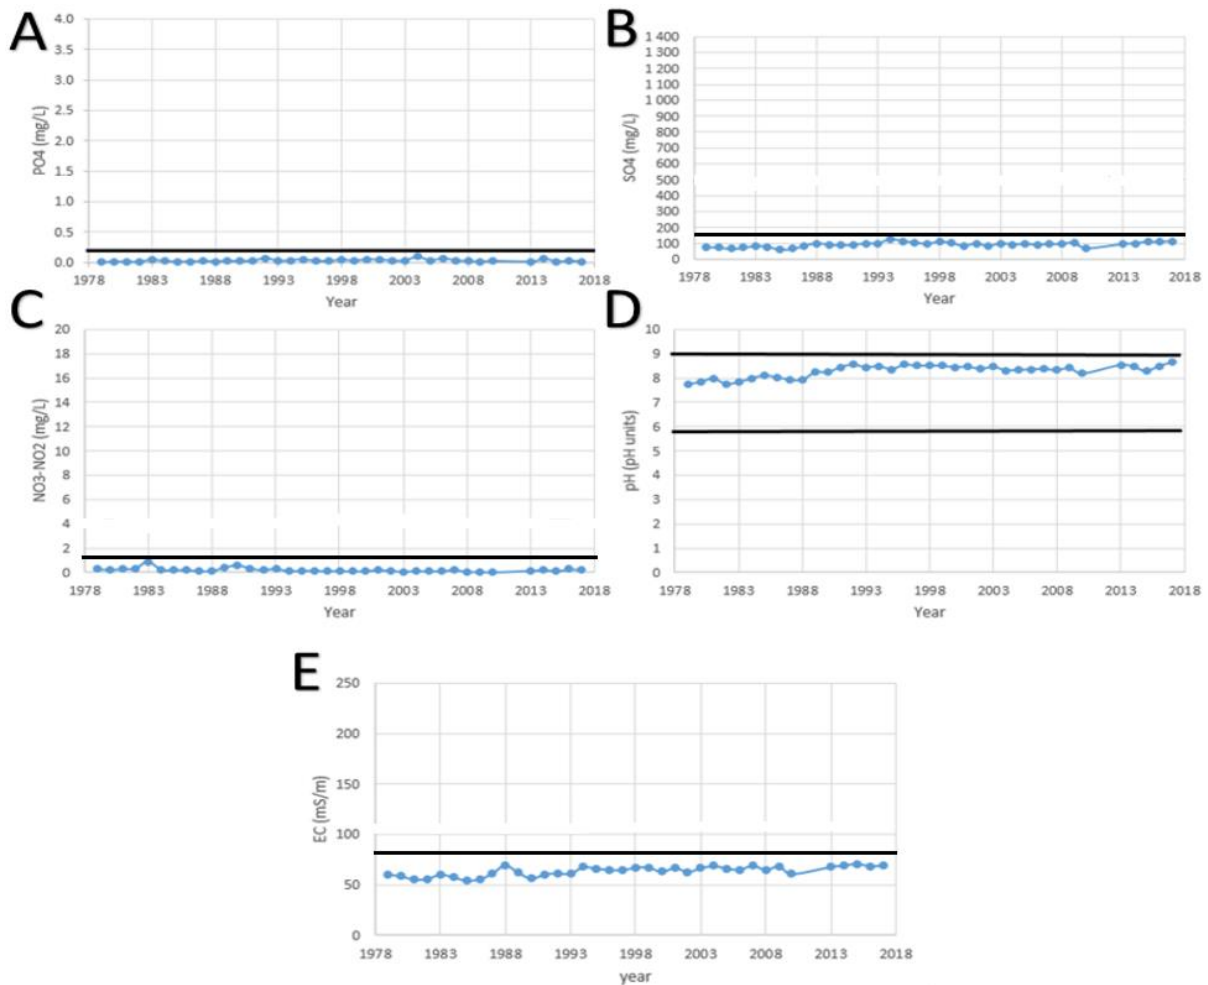 A
4.0
3.5
3.0
2.5
2.0
1.5
1.0
0.5
0.0
PO4 (mg/L)
1978 1983 1988 1993 1998 2003 2008 2013 2018
Year
B
1 400
1 300
1 200
1 100
1 000
900
800
700
600
500
400
300
200
100
0
SO4 (mg/L)
1978 1983 1988 1993 1998 2003 2008 2013 2018
Year
C
20
18
16
14
12
10
8
6
4
2
0
NO3-NO2 (mg/L)
1978 1983 1988 1993 1998 2003 2008 2013 2018
Year
D
10
9
8
7
6
5
4
3
2
1
0
pH (pH units)
1978 1983 1988 1993 1998 2003 2008 2013 2018
Year
E
250
200
150
100
50
0
EC (mS/m)
1978 1983 1988 1993 1998 2003 2008 2013 2018
year